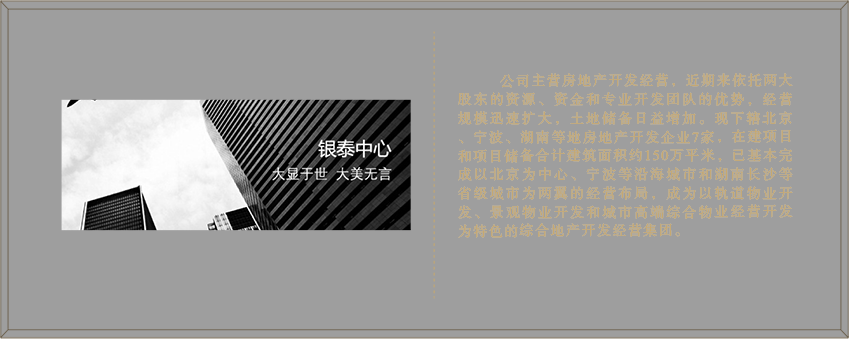 银泰中心
大显于世 大美无言
公司主营房地产开发经营，近期来依托两大
股东的资源、资金和专业开发团队的优势，经营
规模迅速扩大，土地储备日益增加。现下辖北京
、宁波、湖南等地房地产开发企业7家，在建项目
和项目储备合计建筑面积约150万平米，已基本完
成以北京为中心、宁波等沿海城市和湖南长沙等
省级城市为两翼的经营布局，成为以轨道物业开
发、景观物业开发和城市高端综合物业经营开发
为特色的综合地产开发经营集团。